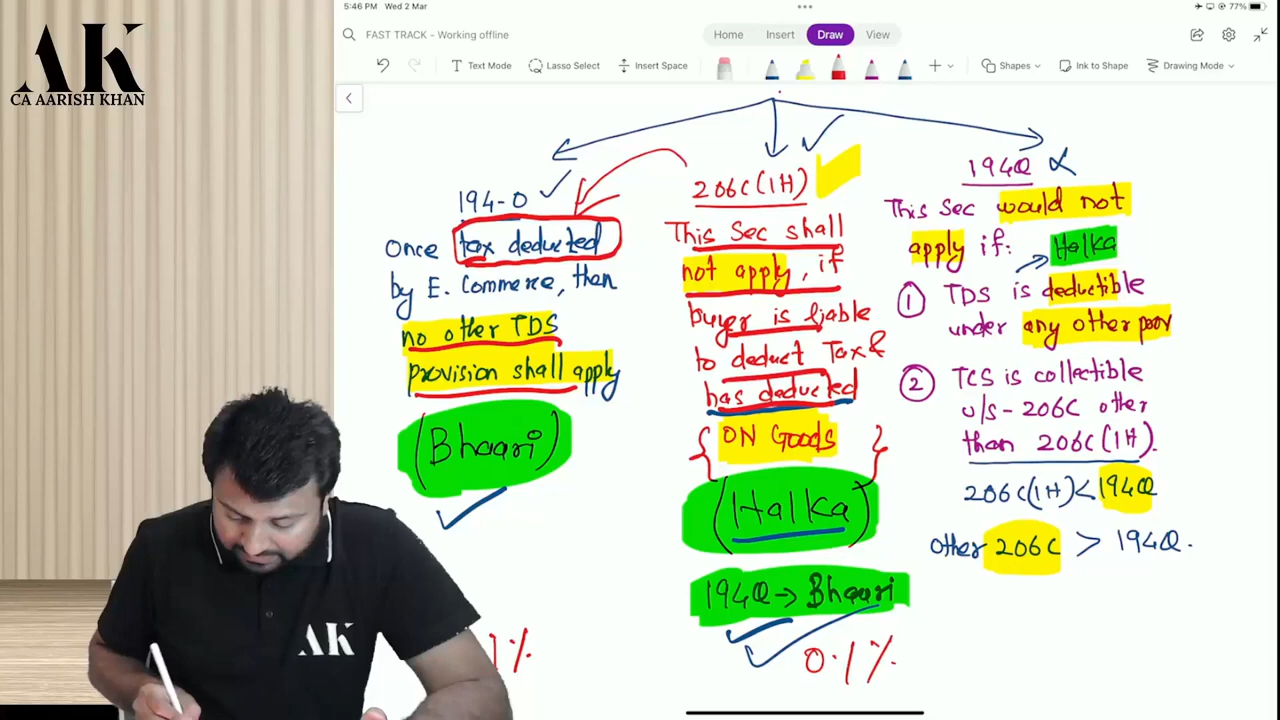 5:46 PM Wed 2 Mar
77%
AK
CA AARISH KHAN
FAST TRACK - Working offline
Home Insert Draw View
Text Mode Lasso Select Insert Space Shapes Ink to Shape Drawing Mode
194-O
Once tax deducted
by E. Commerce, then
no other TDS
provision shall apply
(Bhaari)
1%
206C(1H)
This Sec shall
not apply, if
buyer is liable
to deduct Tax &
has deducted
{ ON Goods }
(Halka)
194Q → Bhaari
0.1%
194Q
This Sec would not
apply if: Halka
① TDS is deductible
under any other prov
② TCS is collectible
u/s - 206C other
than 206C(1H).
206C(1H) < 194Q
Other 206C > 194Q.
AK